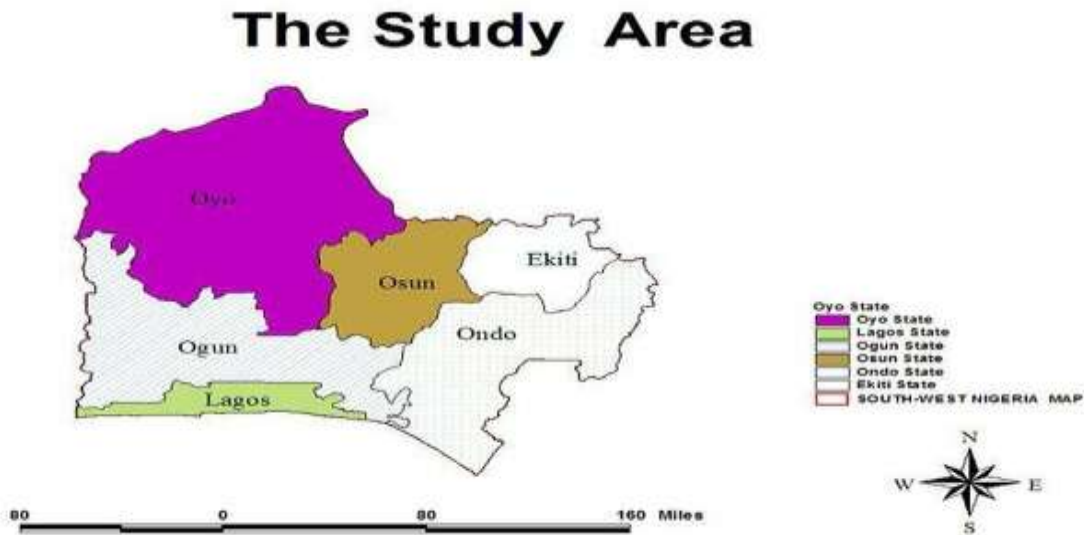 The Study Area
Oyo
Ekiti
Osun
Ondo
Ogun
Lagos
Oyo State
Oyo State
Lagos State
Ogun State
Osun State
Ondo State
Ekiti State
SOUTH-WEST NIGERIA MAP
N
W E
S
80 0 80 160 Miles